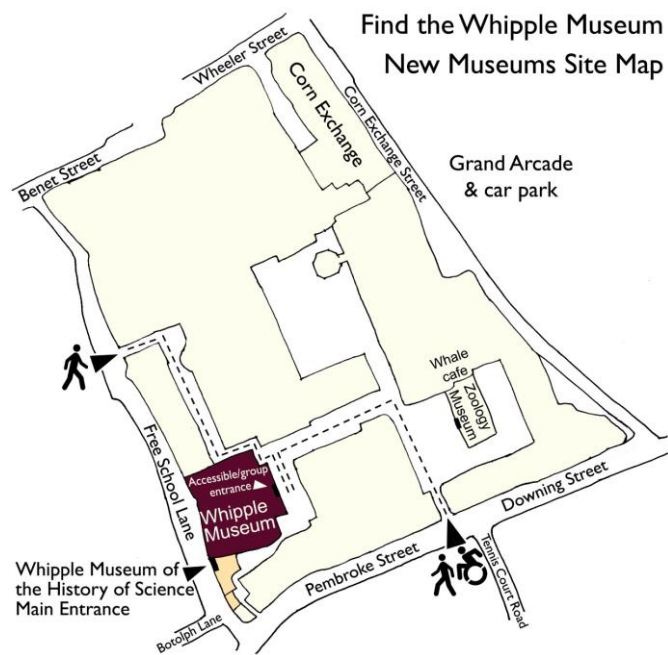 Find the Whipple Museum
New Museums Site Map
Wheeler Street
Corn Exchange
Corn Exchange Street
Benet Street
Grand Arcade
& car park
Whale
cafe
Zoology
Museum
Free School Lane
Accessible/group
entrance
Whipple
Museum
Downing Street
Pembroke Street
Tennis Court Road
Whipple Museum of
the History of Science
Main Entrance
Botolph Lane